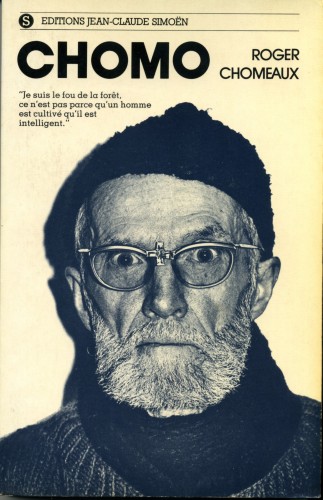 S EDITIONS JEAN-CLAUDE SIMOËN
CHOMO
ROGER
CHOMEAUX
"Je suis le fou de la forêt,
ce n'est pas parce qu'un homme
est cultivé qu'il est
intelligent."